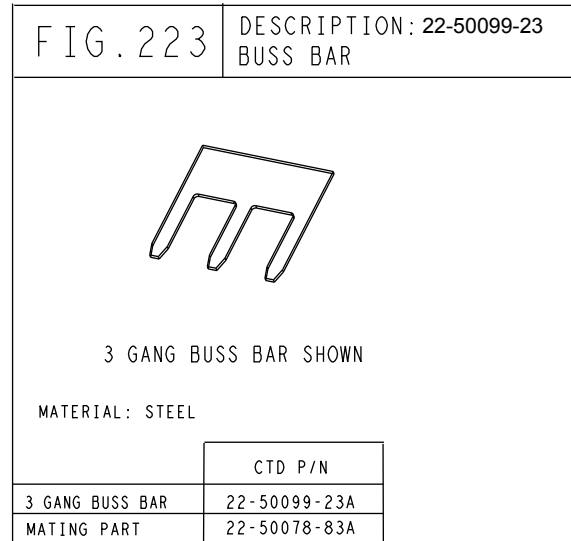 FIG.223
DESCRIPTION: 22-50099-23
BUSS BAR
3 GANG BUSS BAR SHOWN
MATERIAL: STEEL
CTD P/N
3 GANG BUSS BAR 22-50099-23A
MATING PART 22-50078-83A